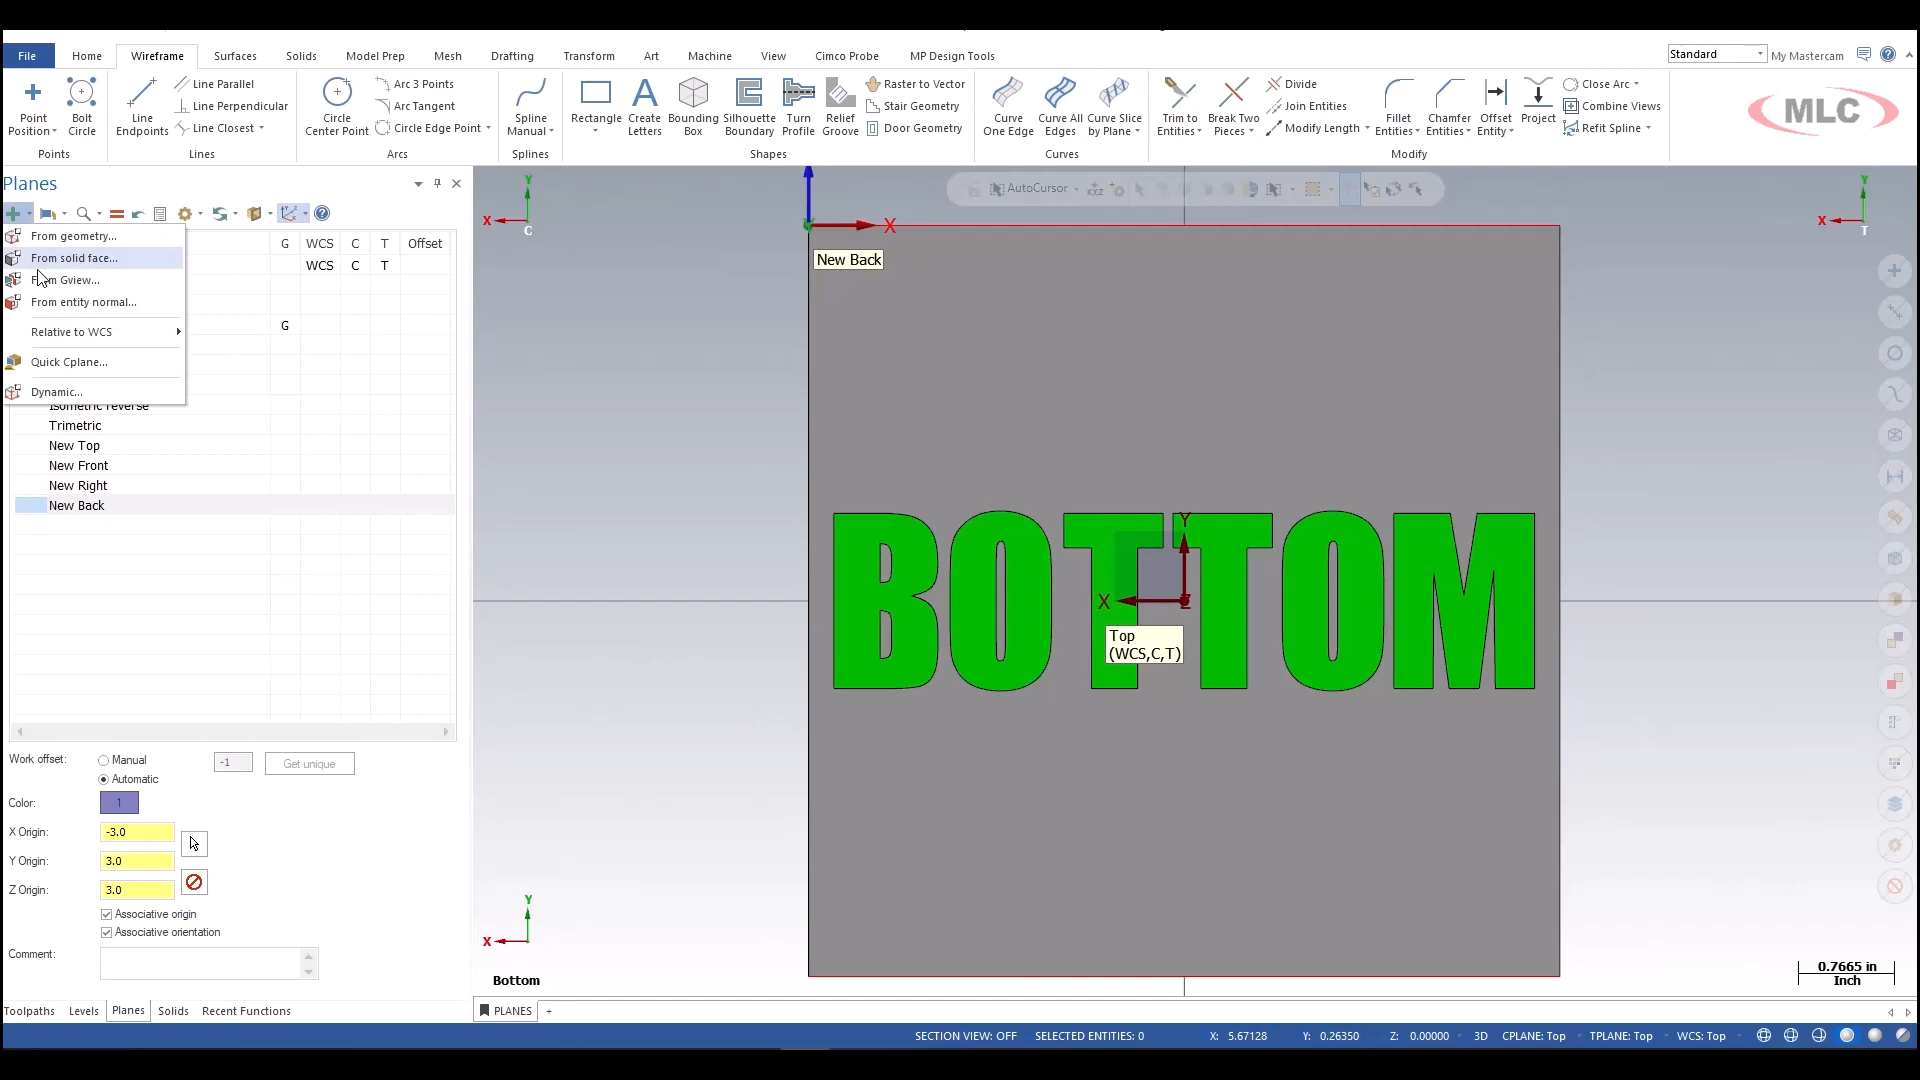 File Home Wireframe Surfaces Solids Model Prep Mesh Drafting Transform Art Machine View Cimco Probe MP Design Tools Standard My Mastercam
Point Position Bolt Circle Line Endpoints Line Parallel Line Perpendicular Line Closest
Circle Center Point Arc 3 Points Arc Tangent Circle Edge Point
Spline Manual
Rectangle Create Letters Bounding Box Silhouette Boundary Turn Profile Relief Groove Raster to Vector Stair Geometry Door Geometry
Curve One Edge Curve All Edges Curve Slice by Plane
Trim to Entities Break Two Pieces Divide Join Entities Modify Length Fillet Entities Chamfer Entities Offset Entity Project Close Arc Combine Views Refit Spline
MLC
Points Lines Arcs Splines Shapes Curves Modify
Planes
From geometry...
From solid face...
From Gview...
From entity normal...
Relative to WCS
Quick Cplane...
Dynamic...
G WCS C T Offset
WCS C T
G
Isometric reverse
Trimetric
New Top
New Front
New Right
New Back
Work offset: Manual -1 Get unique
Automatic
Color: 1
X Origin: -3.0
Y Origin: 3.0
Z Origin: 3.0
Associative origin
Associative orientation
Comment:
Toolpaths Levels Planes Solids Recent Functions
AutoCursor
Y
X
C
X
New Back
Y
X
T
BOTTOM
Y
X
Z
Top
(WCS,C,T)
Y
X
Bottom
0.7665 in
Inch
PLANES +
SECTION VIEW: OFF SELECTED ENTITIES: 0 X: 5.67128 Y: 0.26350 Z: 0.00000 3D CPLANE: Top TPLANE: Top WCS: Top